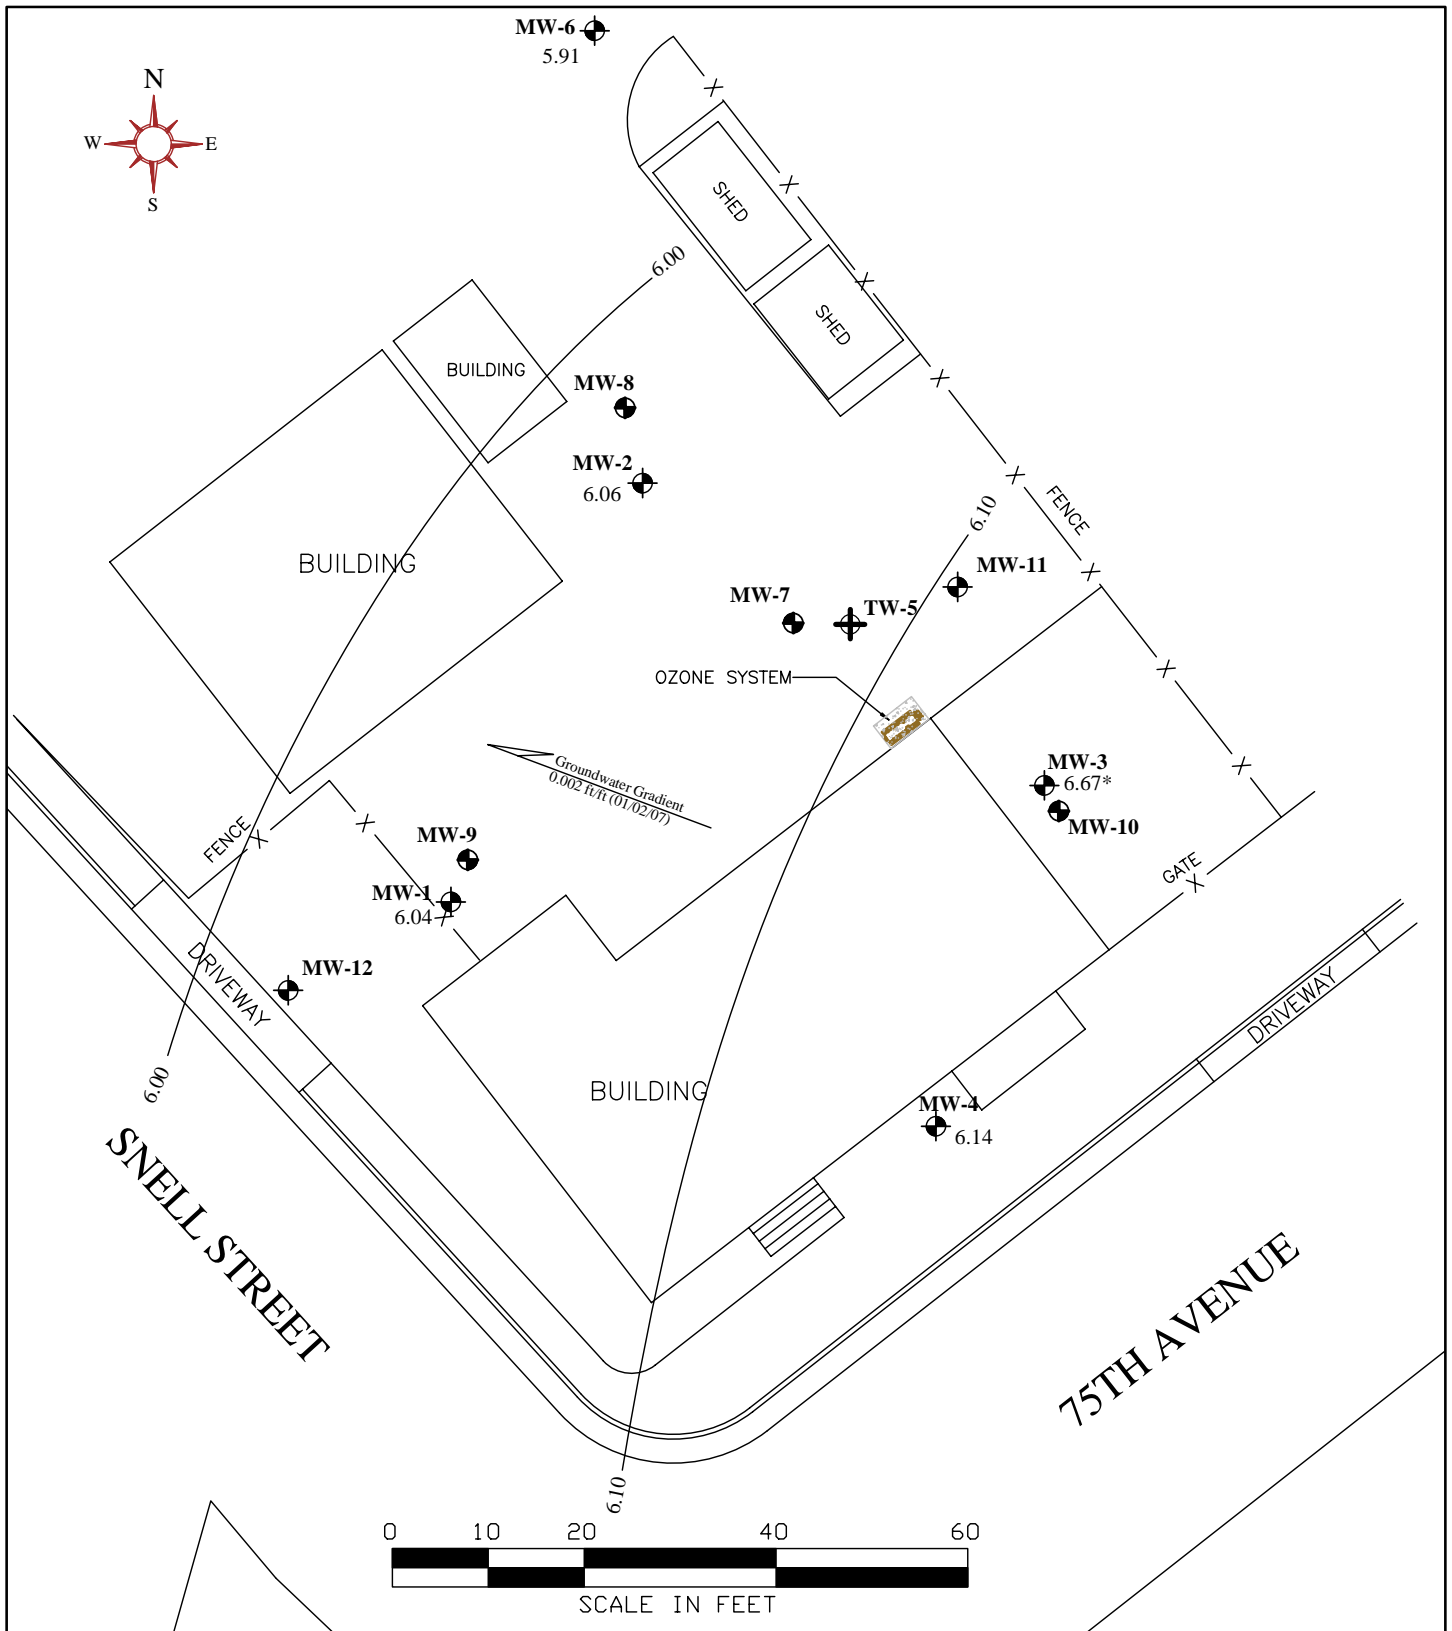 MW-6
5.91
N
W
E
S
SHED
6.00
SHED
BUILDING
MW-8
MW-2
6.06
6.10
FENCE
BUILDING
MW-11
MW-7
TW-5
OZONE SYSTEM
Groundwater Gradient
0.002 ft/ft (01/02/07)
MW-3
6.67*
MW-10
FENCE
MW-9
GATE
MW-1
6.04
MW-12
DRIVEWAY
DRIVEWAY
6.00
BUILDING
MW-4
6.14
SNELL STREET
75TH AVENUE
6.10
0 10 20 40 60
SCALE IN FEET